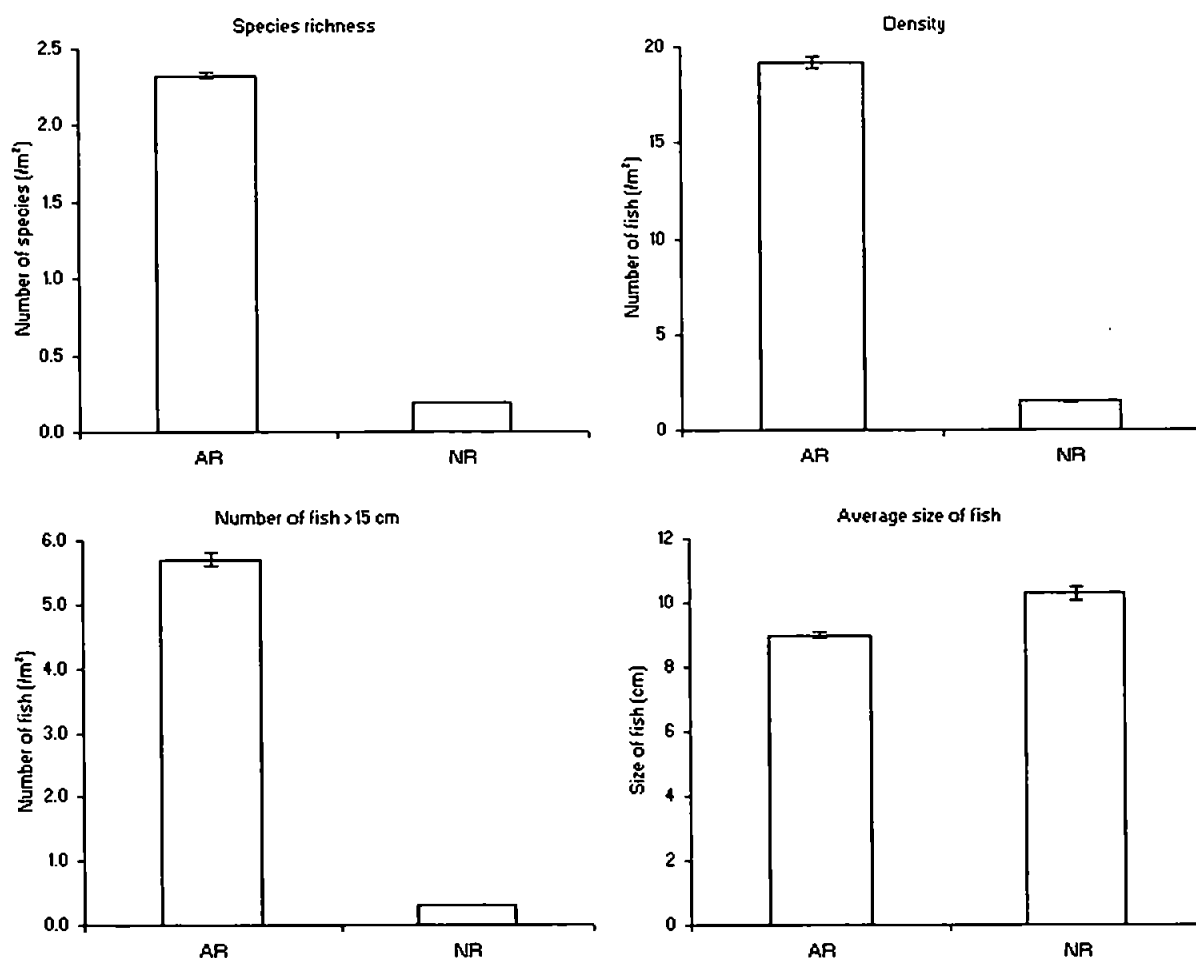 Species richness
Number of species (/m²)
2.5
2.0
1.5
1.0
0.5
0.0
AR
NR
Density
Number of fish (/m²)
20
15
10
5
0
AR
NR
Number of fish >15 cm
Number of fish (/m²)
6.0
5.0
4.0
3.0
2.0
1.0
0.0
AR
NR
Average size of fish
Size of fish (cm)
12
10
8
6
4
2
0
AR
NR